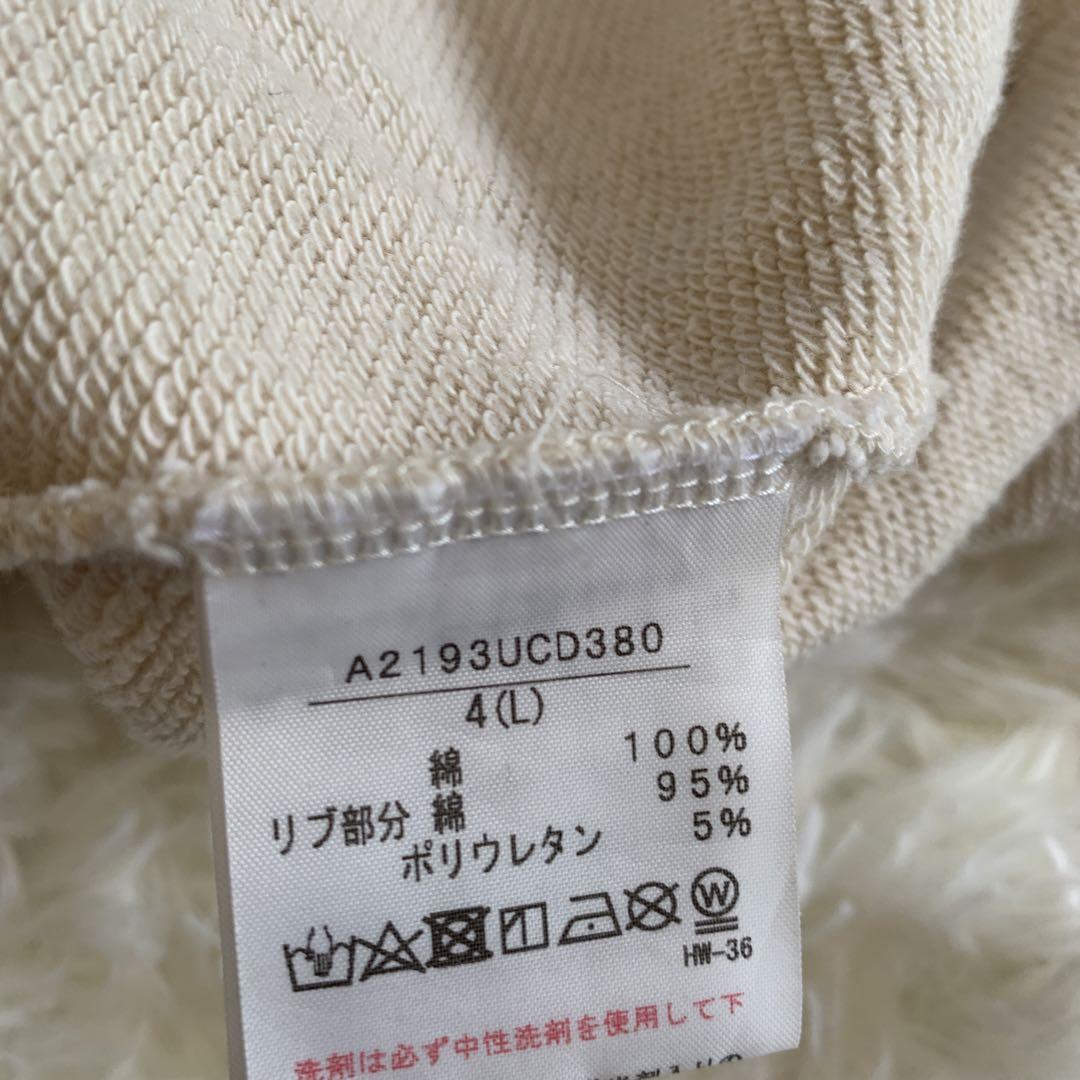 A2193UCD380
4(L)
綿 100%
リブ部分 綿 95%
ポリウレタン 5%
W
HW-36
洗剤は必ず中性洗剤を使用して下